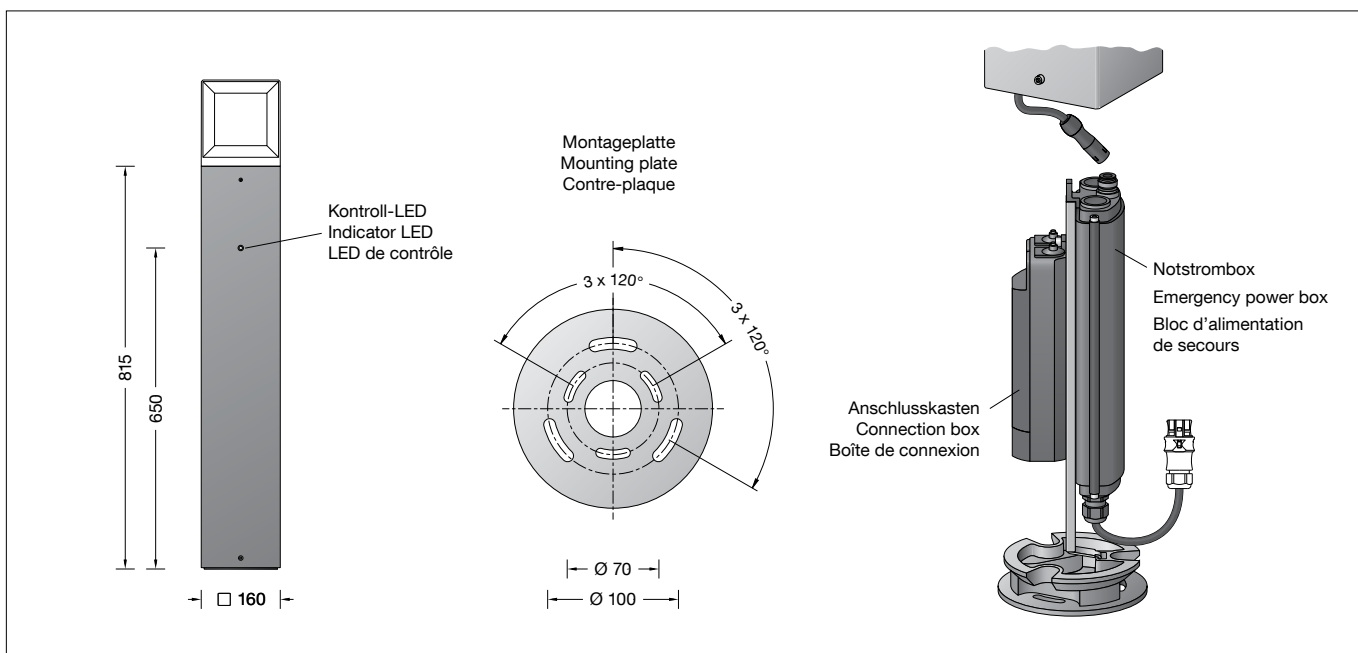 Kontroll-LED
Indicator LED
LED de contrôle
815
650
□ 160
Montageplatte
Mounting plate
Contre-plaque
3 x 120°
3 x 120°
Ø 70
Ø 100
Notstrombox
Emergency power box
Bloc d’alimentation
de secours
Anschlusskasten
Connection box
Boîte de connexion